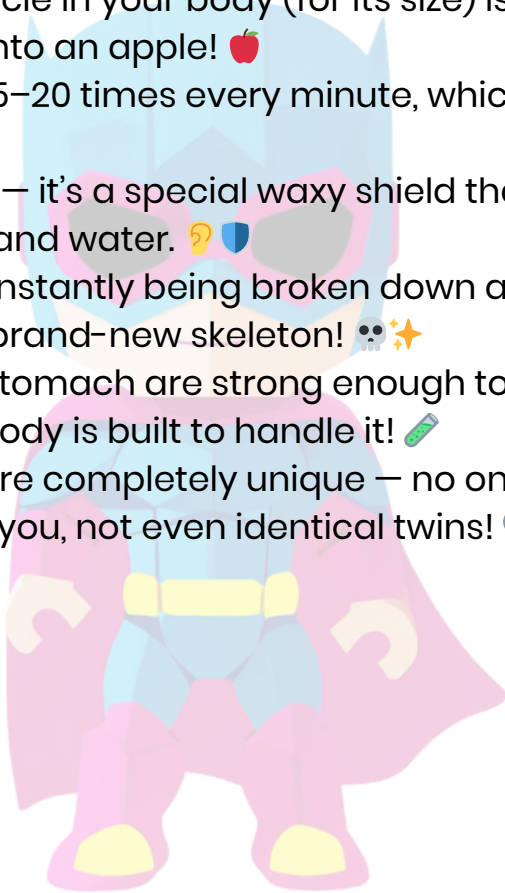 cle in your body (for its size) is
nto an apple! 🍎
5–20 times every minute, whic
— it’s a special waxy shield tha
and water. 👂🛡️
nstantly being broken down a
brand-new skeleton! 💀✨
tomach are strong enough to
ody is built to handle it! 🧪
re completely unique — no on
you, not even identical twins!